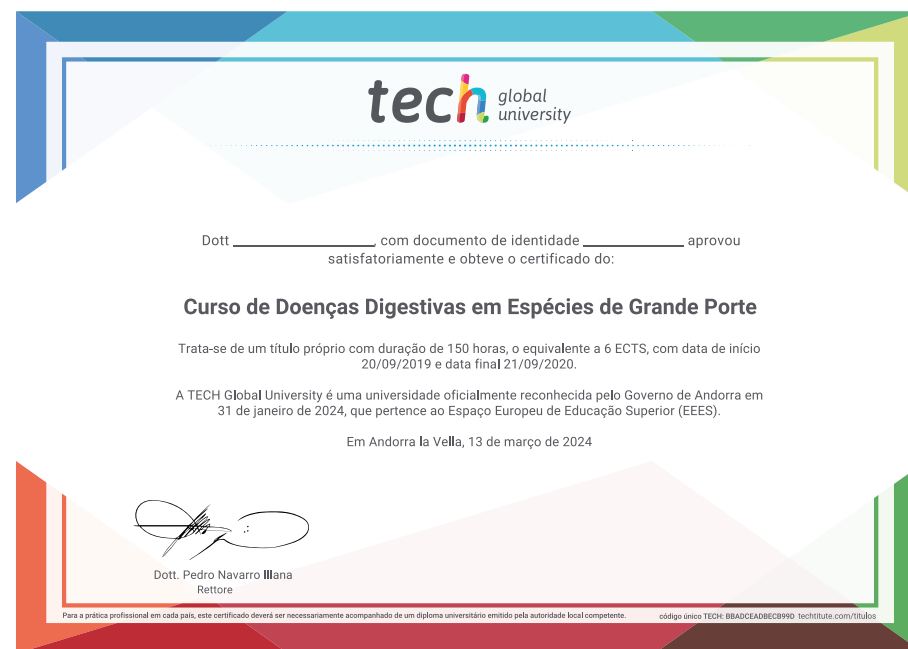 tech global
university
Dott ____________, com documento de identidade ____________ aprovou
satisfatoriamente e obteve o certificado do:
Curso de Doenças Digestivas em Espécies de Grande Porte
Trata-se de um título próprio com duração de 150 horas, o equivalente a 6 ECTS, com data de início
20/09/2019 e data final 21/09/2020.
A TECH Global University é uma universidade oficialmente reconhecida pelo Governo de Andorra em
31 de janeiro de 2024, que pertence ao Espaço Europeu de Educação Superior (EEES).
Em Andorra la Vella, 13 de março de 2024
Dott. Pedro Navarro Illana
Rettore
Para a prática profissional em cada país, este certificado deverá ser necessariamente acompanhado de um diploma universitário emitido pela autoridade local competente. código único TECH: BBADCEADBECB99D techtitute.com/titulos